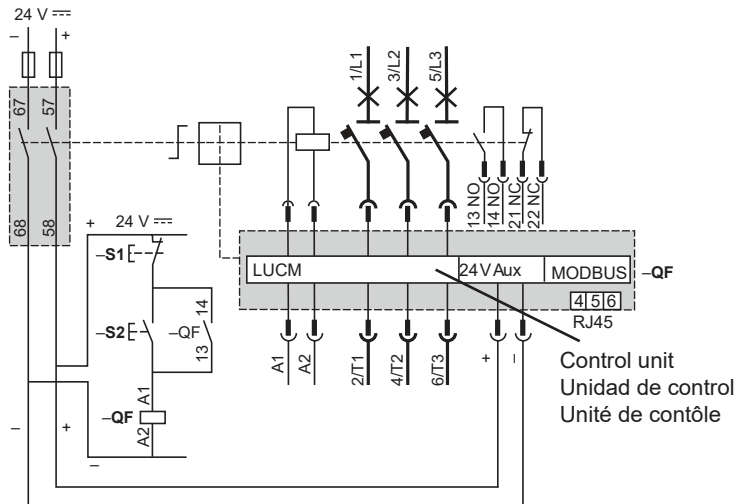 24 V
– +
67 57
68 58
1/L1 3/L2 5/L3
13 NO
14 NO
21 NC
22 NC
+ 24 V
–S1
–S2
–QF
14
13
A1
–QF
A2
–
– +
LUCM
24 V Aux
MODBUS
–QF
4 5 6
RJ45
A1 A2 2/T1 4/T2 6/T3 + –
Control unit
Unidad de control
Unité de contôle